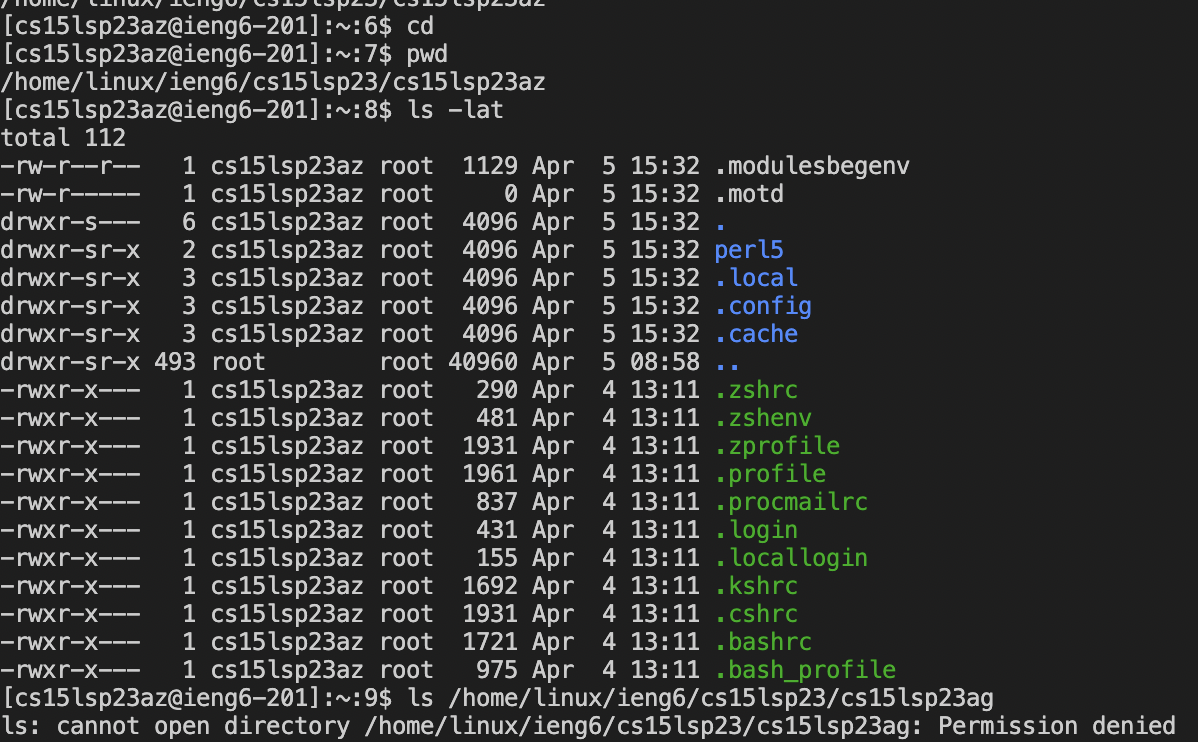 /home/linux/ieng6/cs15lsp23/cs15lsp23az
[cs15lsp23az@ieng6-201]:~:6$ cd
[cs15lsp23az@ieng6-201]:~:7$ pwd
/home/linux/ieng6/cs15lsp23/cs15lsp23az
[cs15lsp23az@ieng6-201]:~:8$ ls -lat
total 112
-rw-r--r--   1 cs15lsp23az root  1129 Apr  5 15:32 .modulesbegenv
-rw-r-----   1 cs15lsp23az root     0 Apr  5 15:32 .motd
drwxr-s---   6 cs15lsp23az root  4096 Apr  5 15:32 .
drwxr-sr-x   2 cs15lsp23az root  4096 Apr  5 15:32 perl5
drwxr-sr-x   3 cs15lsp23az root  4096 Apr  5 15:32 .local
drwxr-sr-x   3 cs15lsp23az root  4096 Apr  5 15:32 .config
drwxr-sr-x   3 cs15lsp23az root  4096 Apr  5 15:32 .cache
drwxr-sr-x 493 root        root 40960 Apr  5 08:58 ..
-rwxr-x---   1 cs15lsp23az root   290 Apr  4 13:11 .zshrc
-rwxr-x---   1 cs15lsp23az root   481 Apr  4 13:11 .zshenv
-rwxr-x---   1 cs15lsp23az root  1931 Apr  4 13:11 .zprofile
-rwxr-x---   1 cs15lsp23az root  1961 Apr  4 13:11 .profile
-rwxr-x---   1 cs15lsp23az root   837 Apr  4 13:11 .procmailrc
-rwxr-x---   1 cs15lsp23az root   431 Apr  4 13:11 .login
-rwxr-x---   1 cs15lsp23az root   155 Apr  4 13:11 .locallogin
-rwxr-x---   1 cs15lsp23az root  1692 Apr  4 13:11 .kshrc
-rwxr-x---   1 cs15lsp23az root  1931 Apr  4 13:11 .cshrc
-rwxr-x---   1 cs15lsp23az root  1721 Apr  4 13:11 .bashrc
-rwxr-x---   1 cs15lsp23az root   975 Apr  4 13:11 .bash_profile
[cs15lsp23az@ieng6-201]:~:9$ ls /home/linux/ieng6/cs15lsp23/cs15lsp23ag
ls: cannot open directory /home/linux/ieng6/cs15lsp23/cs15lsp23ag: Permission denied